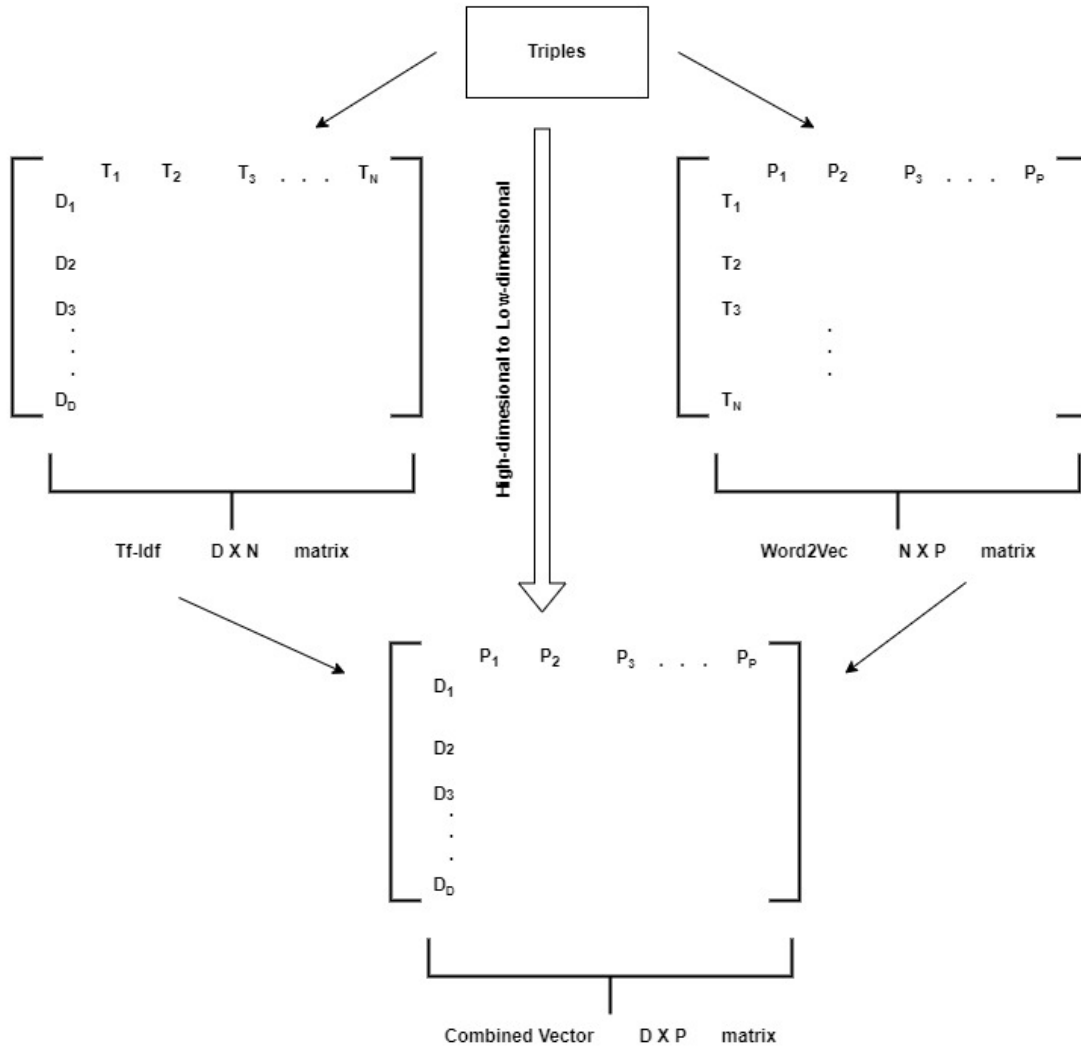 Triples
T1 T2 T3 . . . TN
D1
D2
D3
.
.
.
DD
Tf-Idf D X N matrix
High-dimesional to Low-dimensional
P1 P2 P3 . . . PP
T1
T2
T3
.
.
.
TN
Word2Vec N X P matrix
P1 P2 P3 . . . PP
D1
D2
D3
.
.
.
DD
Combined Vector D X P matrix